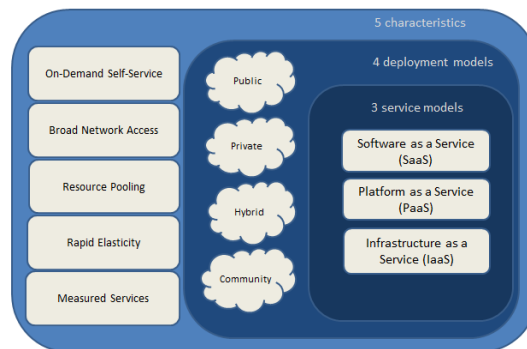 5 characteristics
4 deployment models
3 service models
On-Demand Self-Service
Broad Network Access
Resource Pooling
Rapid Elasticity
Measured Services
Public
Private
Hybrid
Community
Software as a Service
(SaaS)
Platform as a Service
(PaaS)
Infrastructure as a
Service (IaaS)